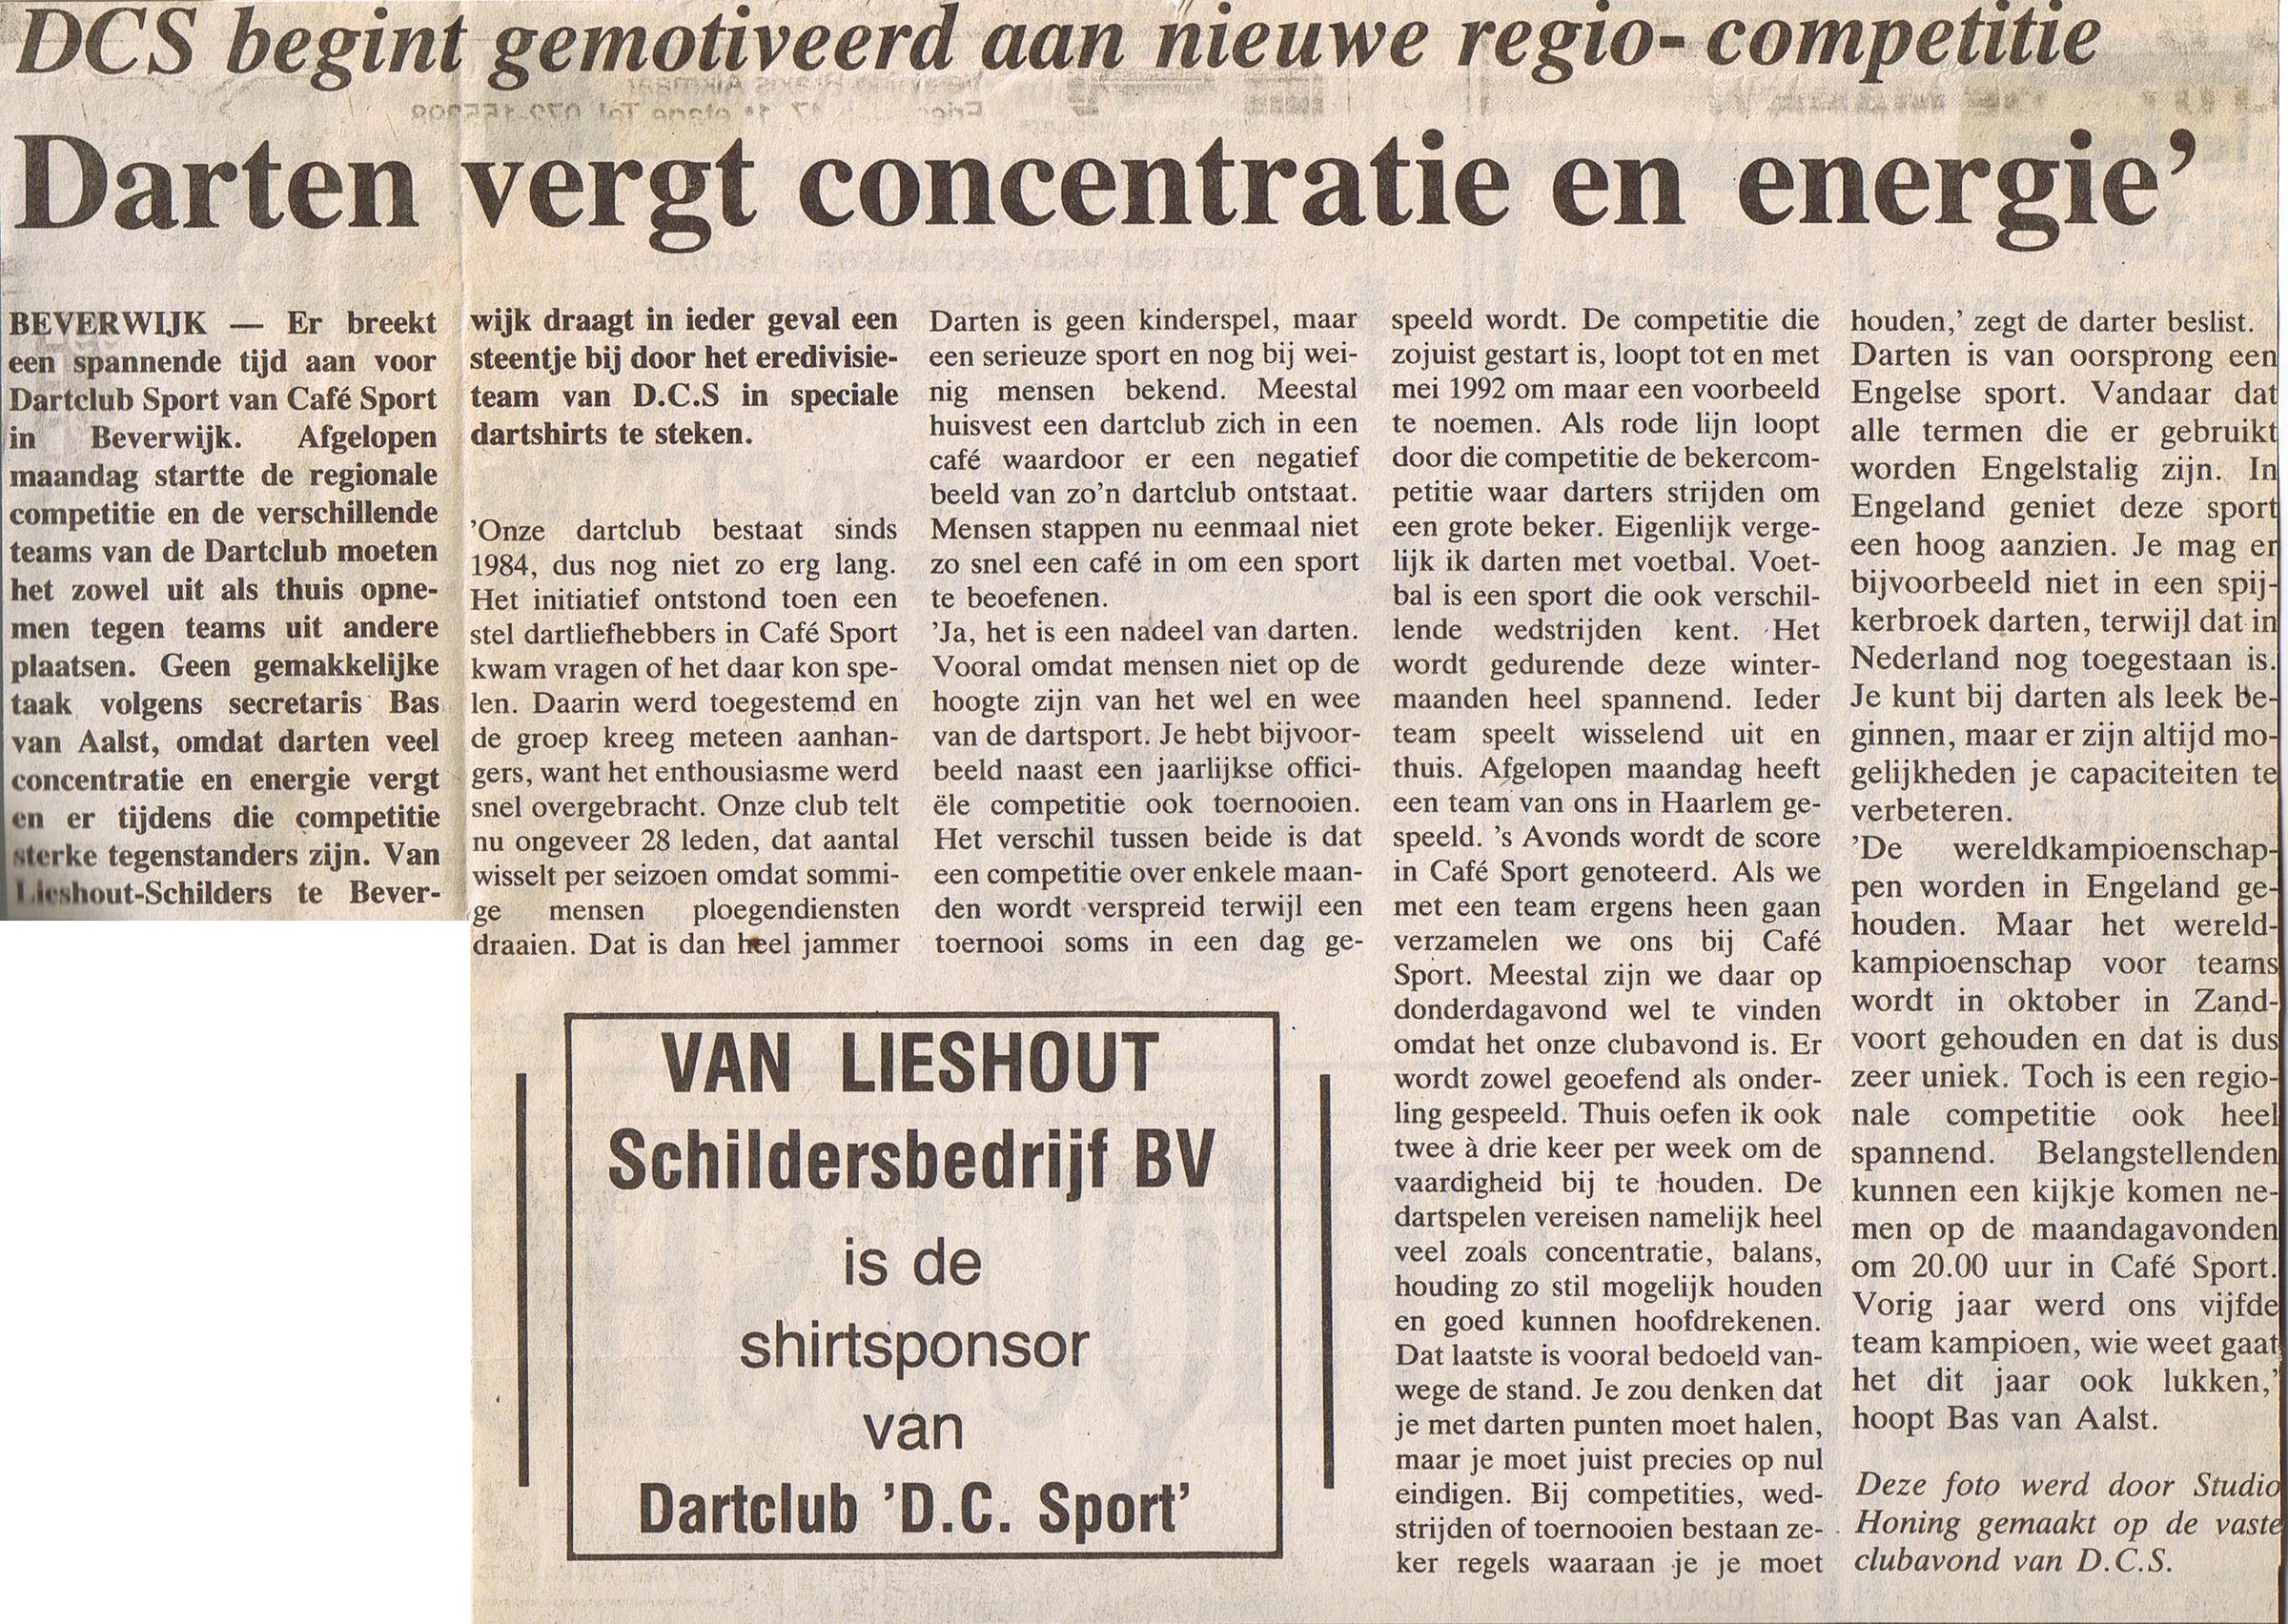 DCS begint gemotiveerd aan nieuwe regio- competitie
Darten vergt concentratie en energie’
BEVERWIJK — Er breekt
een spannende tijd aan voor
Dartclub Sport van Café Sport
in Beverwijk. Afgelopen
maandag startte de regionale
competitie en de verschillende
teams van de Dartclub moeten
het zowel uit als thuis opne-
men tegen teams uit andere
plaatsen. Geen gemakkelijke
taak volgens secretaris Bas
van Aalst, omdat darten veel
concentratie en energie vergt
en er tijdens die competitie
sterke tegenstanders zijn. Van
Lieshout-Schilders te Bever-
wijk draagt in ieder geval een
steentje bij door het eredivisie-
team van D.C.S in speciale
dartshirts te steken.
’Onze dartclub bestaat sinds
1984, dus nog niet zo erg lang.
Het initiatief ontstond toen een
stel dartliefhebbers in Café Sport
kwam vragen of het daar kon spe-
len. Daarin werd toegestemd en
de groep kreeg meteen aanhan-
gers, want het enthousiasme werd
snel overgebracht. Onze club telt
nu ongeveer 28 leden, dat aantal
wisselt per seizoen omdat sommi-
ge mensen ploegendiensten
draaien. Dat is dan heel jammer
Darten is geen kinderspel, maar
een serieuze sport en nog bij wei-
nig mensen bekend. Meestal
huisvest een dartclub zich in een
café waardoor er een negatief
beeld van zo’n dartclub ontstaat.
Mensen stappen nu eenmaal niet
zo snel een café in om een sport
te beoefenen.
’Ja, het is een nadeel van darten.
Vooral omdat mensen niet op de
hoogte zijn van het wel en wee
van de dartsport. Je hebt bijvoor-
beeld naast een jaarlijkse offici-
ële competitie ook toernooien.
Het verschil tussen beide is dat
een competitie over enkele maan-
den wordt verspreid terwijl een
toernooi soms in een dag ge-
speeld wordt. De competitie die
zojuist gestart is, loopt tot en met
mei 1992 om maar een voorbeeld
te noemen. Als rode lijn loopt
door die competitie de bekercom-
petitie waar darters strijden om
een grote beker. Eigenlijk verge-
lijk ik darten met voetbal. Voet-
bal is een sport die ook verschil-
lende wedstrijden kent. Het
wordt gedurende deze winter-
maanden heel spannend. Ieder
team speelt wisselend uit en
thuis. Afgelopen maandag heeft
een team van ons in Haarlem ge-
speeld. ’s Avonds wordt de score
in Café Sport genoteerd. Als we
met een team ergens heen gaan
verzamelen we ons bij Café
Sport. Meestal zijn we daar op
donderdagavond wel te vinden
omdat het onze clubavond is. Er
wordt zowel geoefend als onder-
ling gespeeld. Thuis oefen ik ook
twee à drie keer per week om de
vaardigheid bij te houden. De
dartspelen vereisen namelijk heel
veel zoals concentratie, balans,
houding zo stil mogelijk houden
en goed kunnen hoofdrekenen.
Dat laatste is vooral bedoeld van-
wege de stand. Je zou denken dat
je met darten punten moet halen,
maar je moet juist precies op nul
eindigen. Bij competities, wed-
strijden of toernooien bestaan ze-
ker regels waaraan je je moet
houden,’ zegt de darter beslist.
Darten is van oorsprong een
Engelse sport. Vandaar dat
alle termen die er gebruikt
worden Engelstalig zijn. In
Engeland geniet deze sport
een hoog aanzien. Je mag er
bijvoorbeeld niet in een spij-
kerbroek darten, terwijl dat in
Nederland nog toegestaan is.
Je kunt bij darten als leek be-
ginnen, maar er zijn altijd mo-
gelijkheden je capaciteiten te
verbeteren.
’De wereldkampioenschap-
pen worden in Engeland ge-
houden. Maar het wereld-
kampioenschap voor teams
wordt in oktober in Zand-
voort gehouden en dat is dus
zeer uniek. Toch is een regio-
nale competitie ook heel
spannend. Belangstellenden
kunnen een kijkje komen ne-
men op de maandagavonden
om 20.00 uur in Café Sport.
Vorig jaar werd ons vijfde
team kampioen, wie weet gaat
het dit jaar ook lukken,’
hoopt Bas van Aalst.
Deze foto werd door Studio
Honing gemaakt op de vaste
clubavond van D.C.S.
VAN LIESHOUT
Schildersbedrijf BV
is de
shirtsponsor
van
Dartclub ’D.C. Sport’